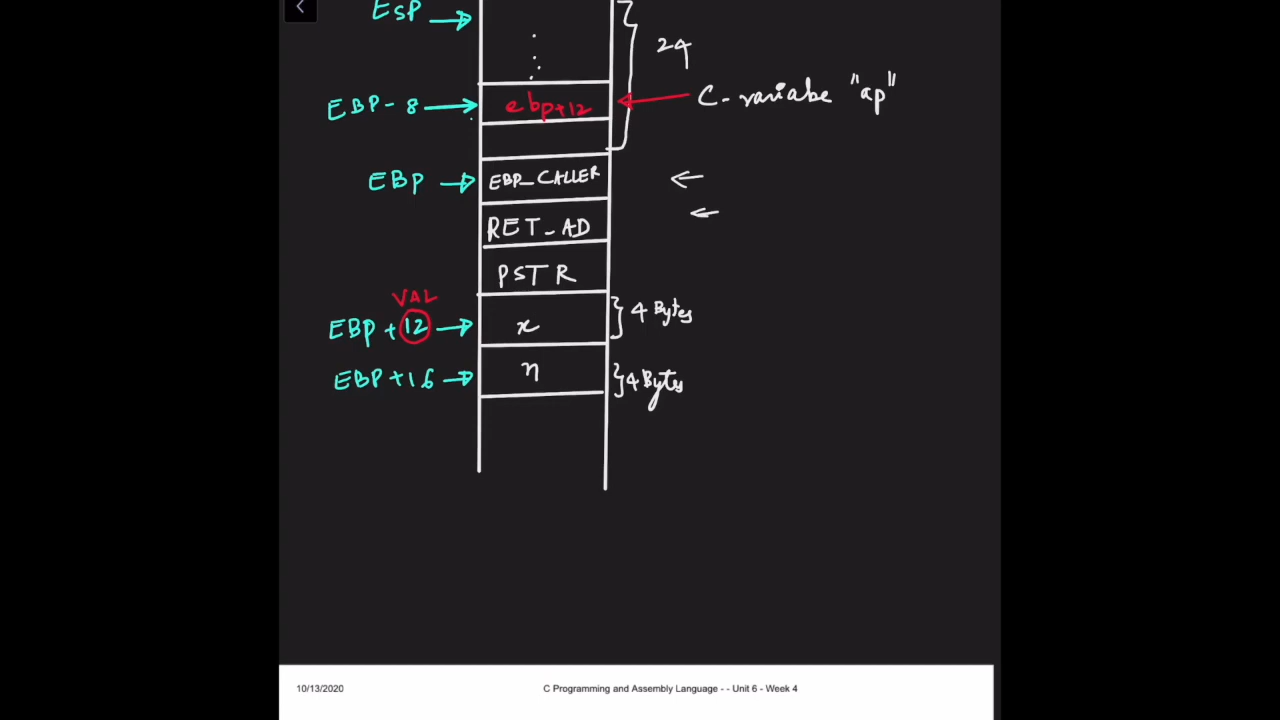 ESP
24
EBP-8 ebp+12 C-variabe "ap"
EBP EBP_CALLER
RET_AD
PSTR
VAL
EBP+12 x 4 Bytes
EBP+16 n 4 Bytes
10/13/2020 C Programming and Assembly Language - - Unit 6 - Week 4